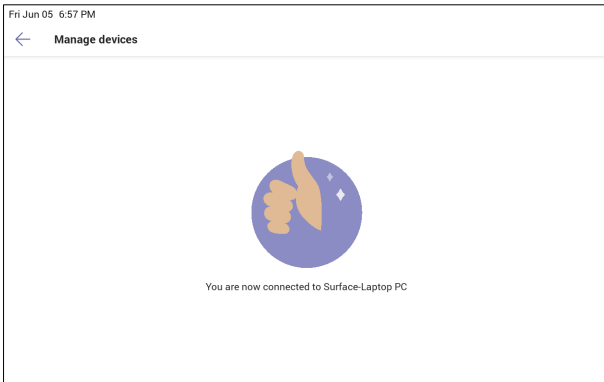 Fri Jun 05 6:57 PM
Manage devices
You are now connected to Surface-Laptop PC